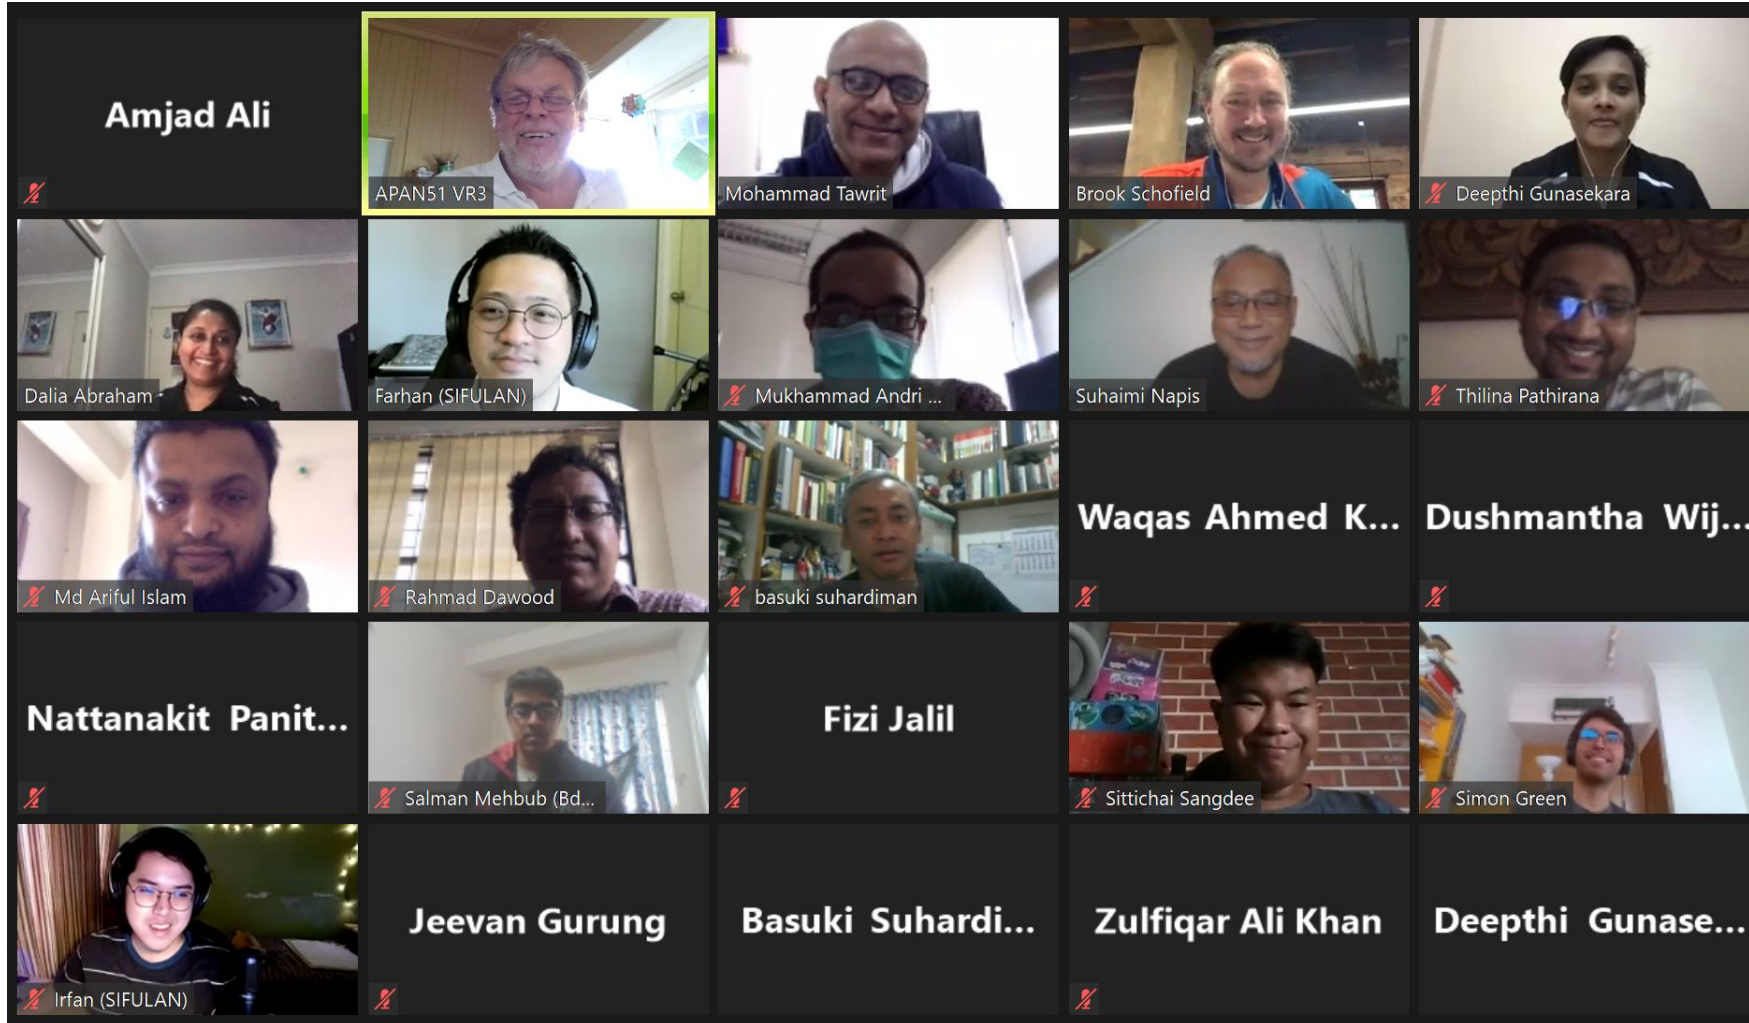 Amjad Ali
APAN51 VR3
Mohammad Tawrit
Brook Schofield
Deepthi Gunasekara
Dalia Abraham
Farhan (SIFULAN)
Mukhammad Andri ...
Suhaimi Napis
Thilina Pathirana
Md Ariful Islam
Rahmad Dawood
basuki suhardiman
Waqas Ahmed K...
Dushmantha Wij...
Nattanakit Panit...
Salman Mehbub (Bd...
Fizi Jalil
Sittichai Sangdee
Simon Green
Irfan (SIFULAN)
Jeevan Gurung
Basuki Suhardi...
Zulfiqar Ali Khan
Deepthi Gunase...